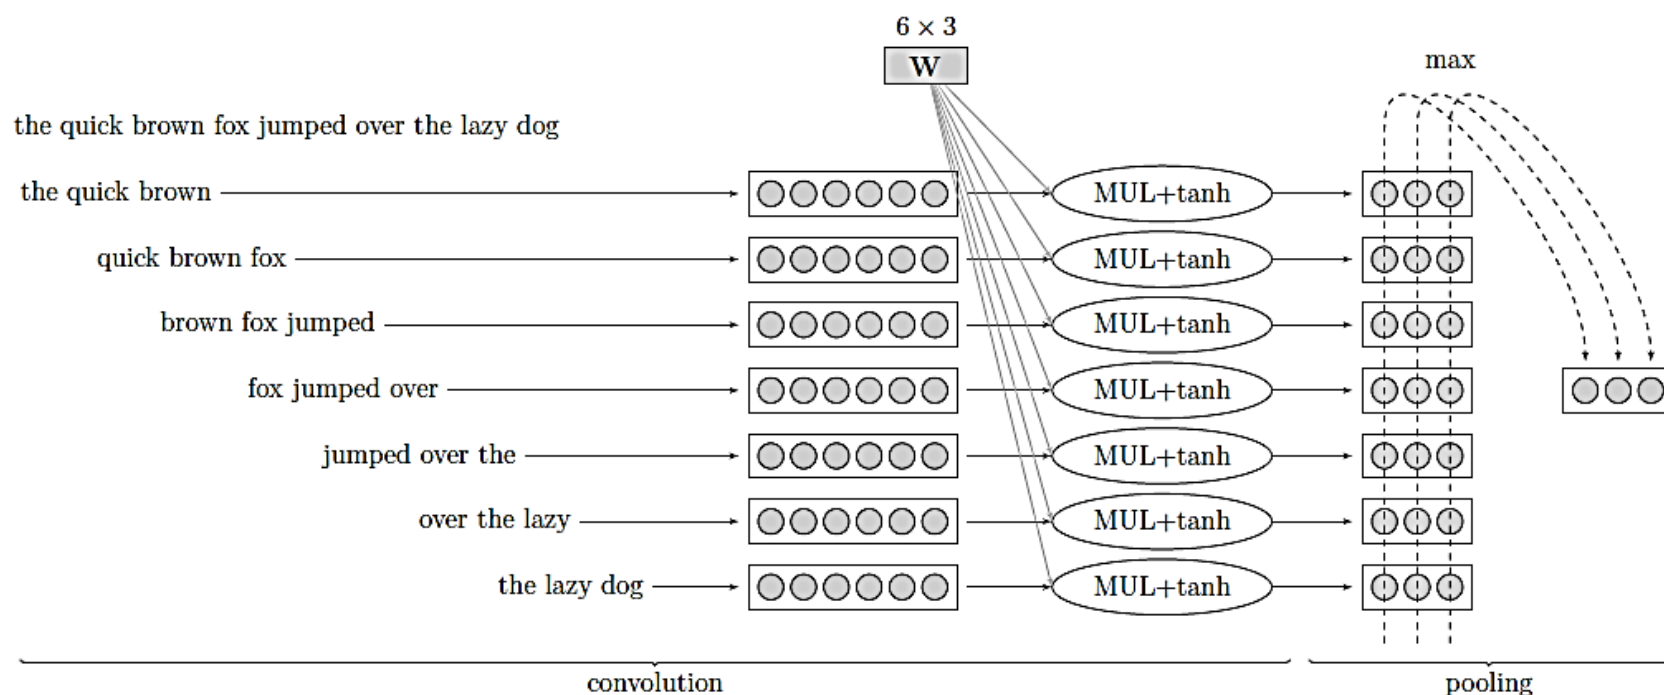 6 × 3
W
max
the quick brown fox jumped over the lazy dog
the quick brown
MUL+tanh
quick brown fox
MUL+tanh
brown fox jumped
MUL+tanh
fox jumped over
MUL+tanh
jumped over the
MUL+tanh
over the lazy
MUL+tanh
the lazy dog
MUL+tanh
convolution
pooling